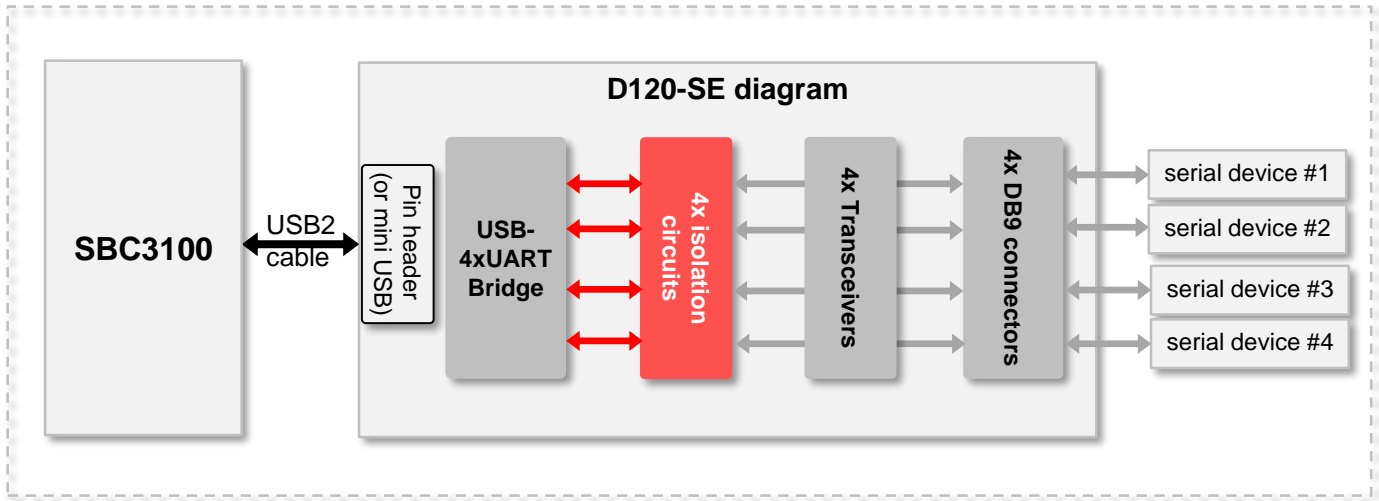 D120-SE diagram
SBC3100
USB2
cable
Pin header
(or mini USB)
USB-
4xUART
Bridge
4x isolation
circuits
4x Transceivers
4x DB9 connectors
serial device #1
serial device #2
serial device #3
serial device #4